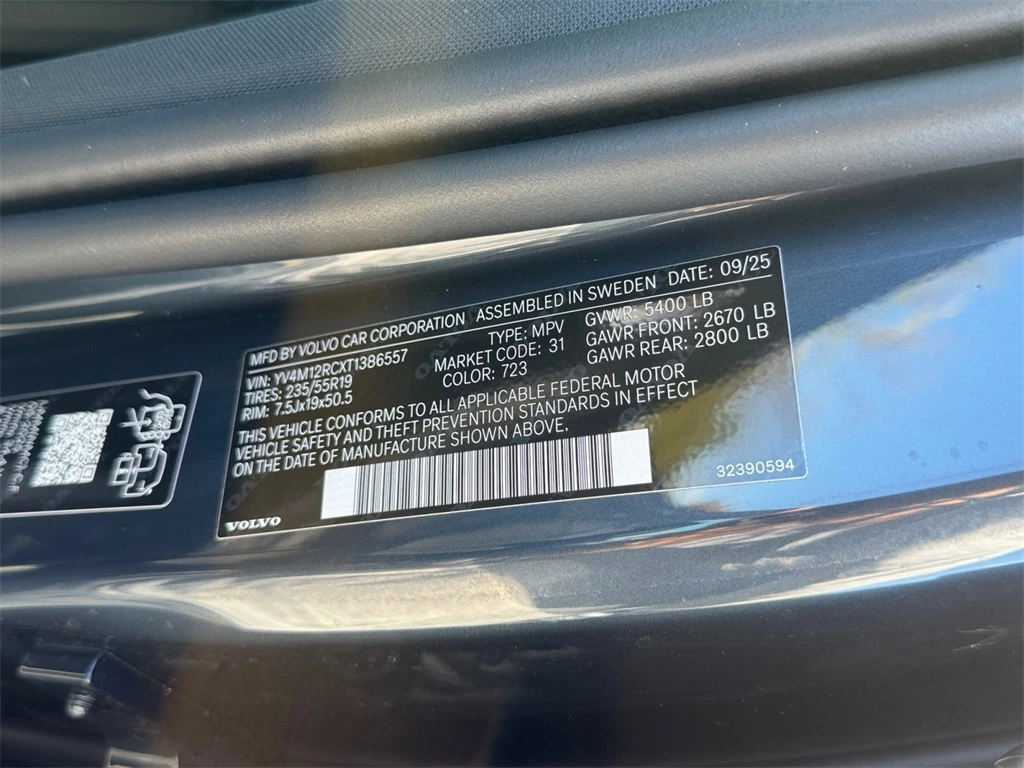 MFD BY VOLVO CAR CORPORATION ASSEMBLED IN SWEDEN DATE: 09/25
VIN: YV4M12RCXT1386557 TYPE: MPV GVWR: 5400 LB
TIRES: 235/55R19 MARKET CODE: 31 GAWR FRONT: 2670 LB
RIM: 7.5Jx19x50.5 COLOR: 723 GAWR REAR: 2800 LB
THIS VEHICLE CONFORMS TO ALL APPLICABLE FEDERAL MOTOR
VEHICLE SAFETY AND THEFT PREVENTION STANDARDS IN EFFECT
ON THE DATE OF MANUFACTURE SHOWN ABOVE.
32390594
VOLVO